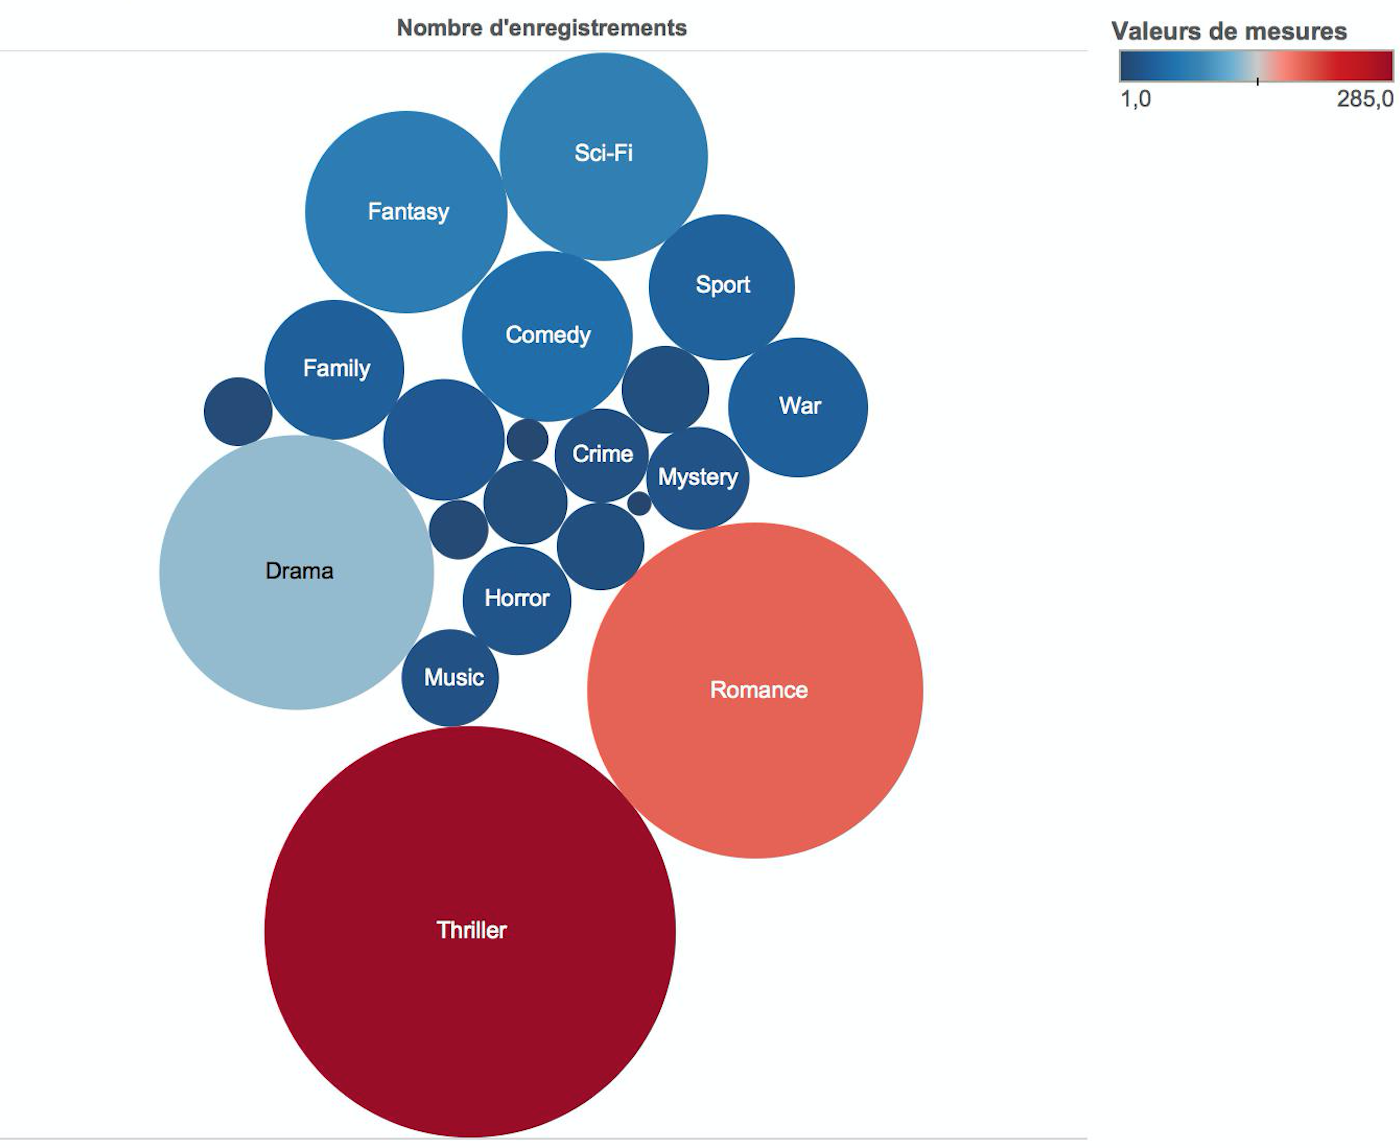 Nombre d'enregistrements
Valeurs de mesures
1,0 285,0
Sci-Fi
Fantasy
Sport
Comedy
Family
War
Crime
Mystery
Drama
Horror
Music
Romance
Thriller